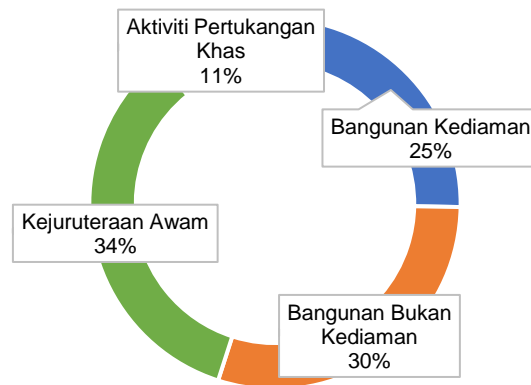 Aktiviti Pertukangan
Khas
11%
Bangunan Kediaman
25%
Kejuruteraan Awam
34%
Bangunan Bukan
Kediaman
30%